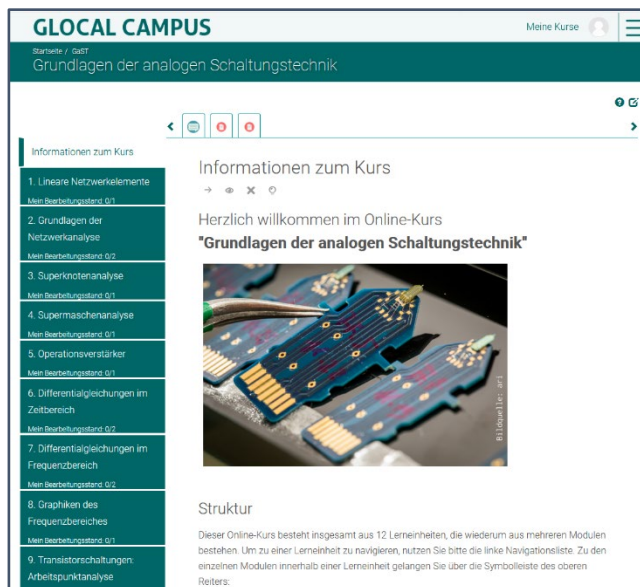 GLOCAL CAMPUS
Meine Kurse
Startseite / GaST
Grundlagen der analogen Schaltungstechnik
Informationen zum Kurs
1. Lineare Netzwerkelemente
Mein Bearbeitungsstand: 0/1
2. Grundlagen der
Netzwerkanalyse
Mein Bearbeitungsstand: 0/2
3. Superknotenanalyse
Mein Bearbeitungsstand: 0/1
4. Supermaschenanalyse
Mein Bearbeitungsstand: 0/1
5. Operationsverstärker
Mein Bearbeitungsstand: 0/1
6. Differentialgleichungen im
Zeitbereich
Mein Bearbeitungsstand: 0/2
7. Differentialgleichungen im
Frequenzbereich
Mein Bearbeitungsstand: 0/2
8. Graphiken des
Frequenzbereiches
Mein Bearbeitungsstand: 0/1
9. Transistorschaltungen:
Arbeitspunktanalyse
Informationen zum Kurs
Herzlich willkommen im Online-Kurs
"Grundlagen der analogen Schaltungstechnik"
Bildquelle: ari
Struktur
Dieser Online-Kurs besteht insgesamt aus 12 Lerneinheiten, die wiederum aus mehreren Modulen
bestehen. Um zu einer Lerneinheit zu navigieren, nutzen Sie bitte die linke Navigationsliste. Zu den
einzelnen Modulen innerhalb einer Lerneinheit gelangen Sie über die Symbolleiste des oberen
Reiters: